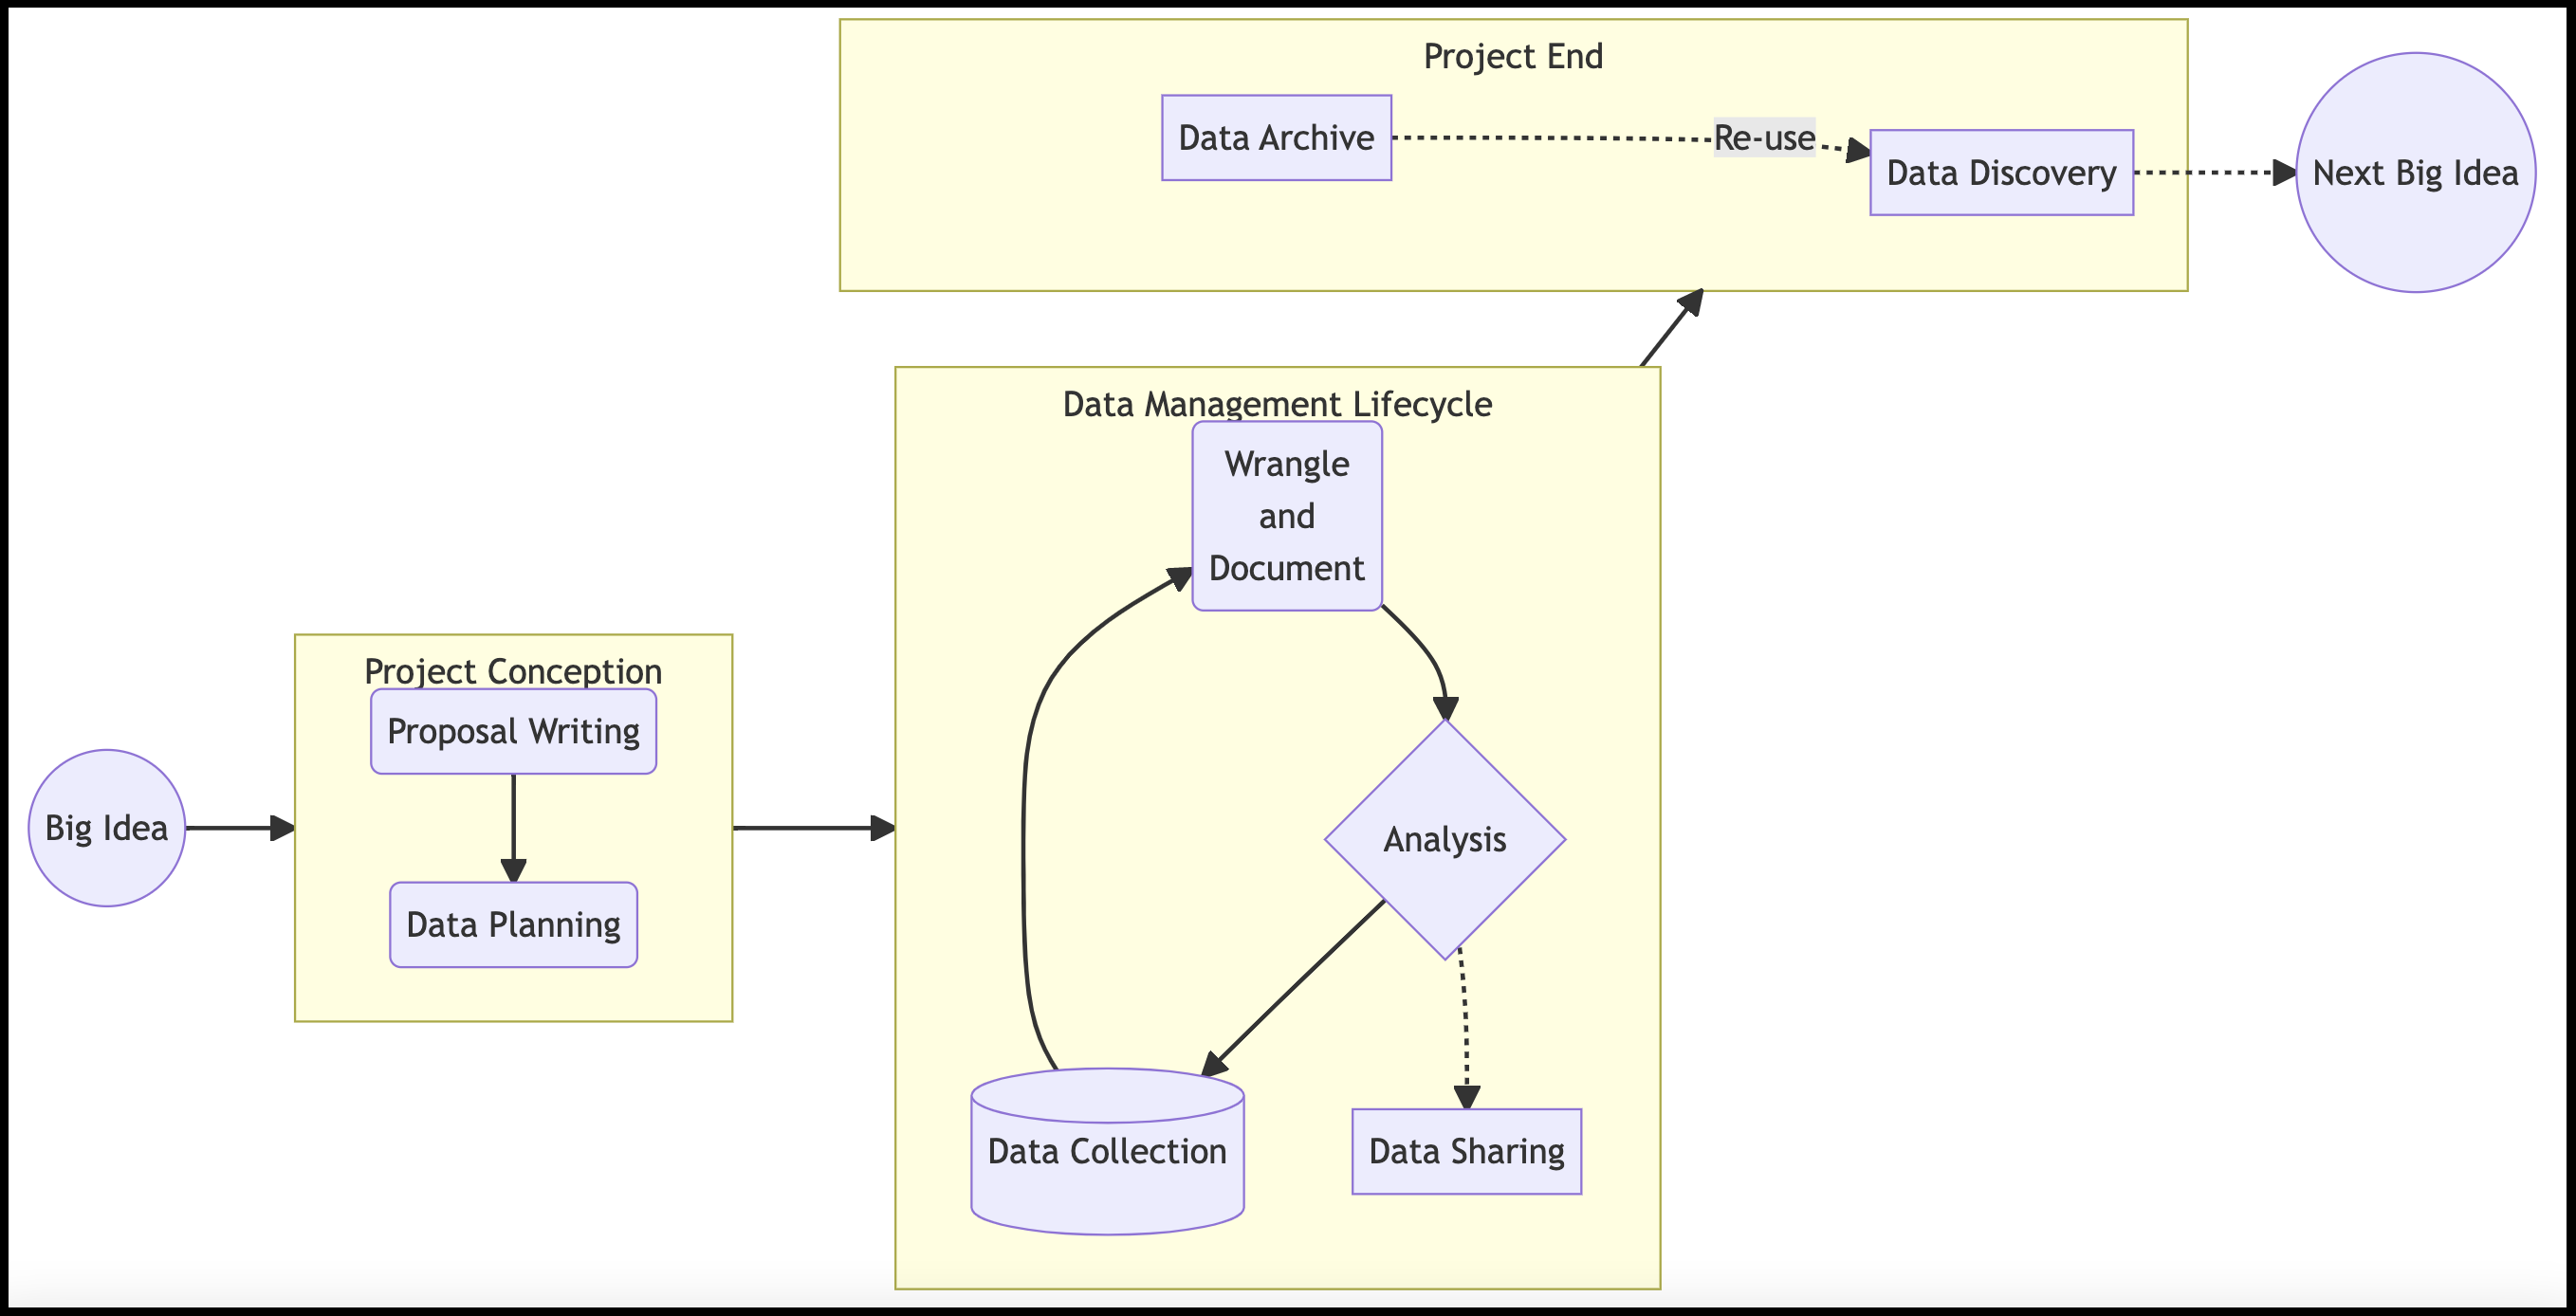 Project End
Data Archive
Re-use
Data Discovery
Next Big Idea
Data Management Lifecycle
Wrangle
and
Document
Analysis
Data Collection
Data Sharing
Project Conception
Proposal Writing
Data Planning
Big Idea